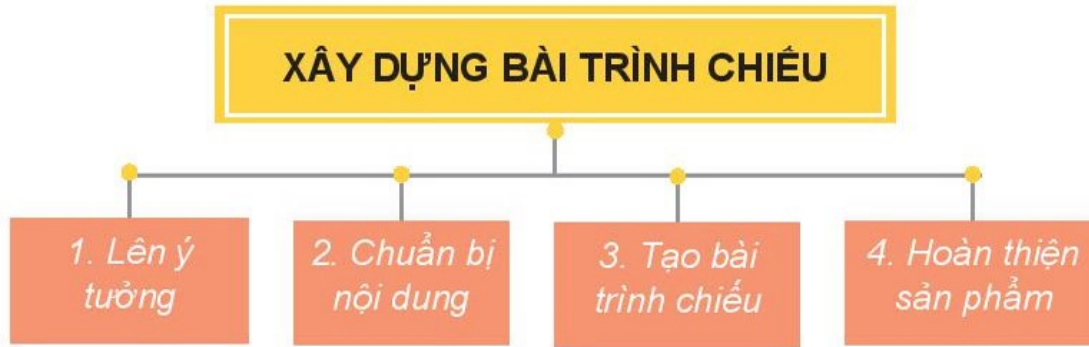 XÂY DỰNG BÀI TRÌNH CHIẾU
1. Lên ý
tưởng
2. Chuẩn bị
nội dung
3. Tạo bài
trình chiếu
4. Hoàn thiện
sản phẩm